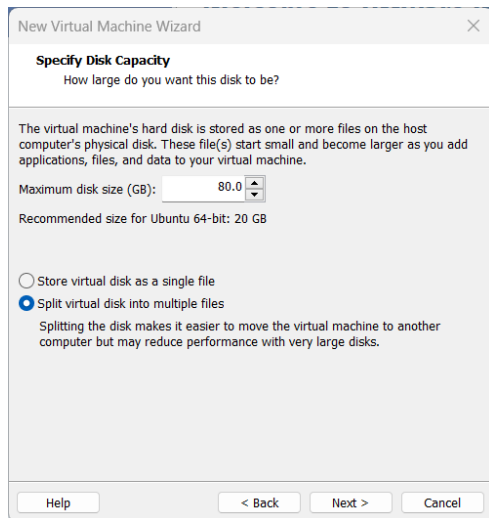 New Virtual Machine Wizard
Specify Disk Capacity
How large do you want this disk to be?
The virtual machine's hard disk is stored as one or more files on the host
computer's physical disk. These file(s) start small and become larger as you add
applications, files, and data to your virtual machine.
Maximum disk size (GB): 80.0
Recommended size for Ubuntu 64-bit: 20 GB
Store virtual disk as a single file
Split virtual disk into multiple files
Splitting the disk makes it easier to move the virtual machine to another
computer but may reduce performance with very large disks.
Help < Back Next > Cancel